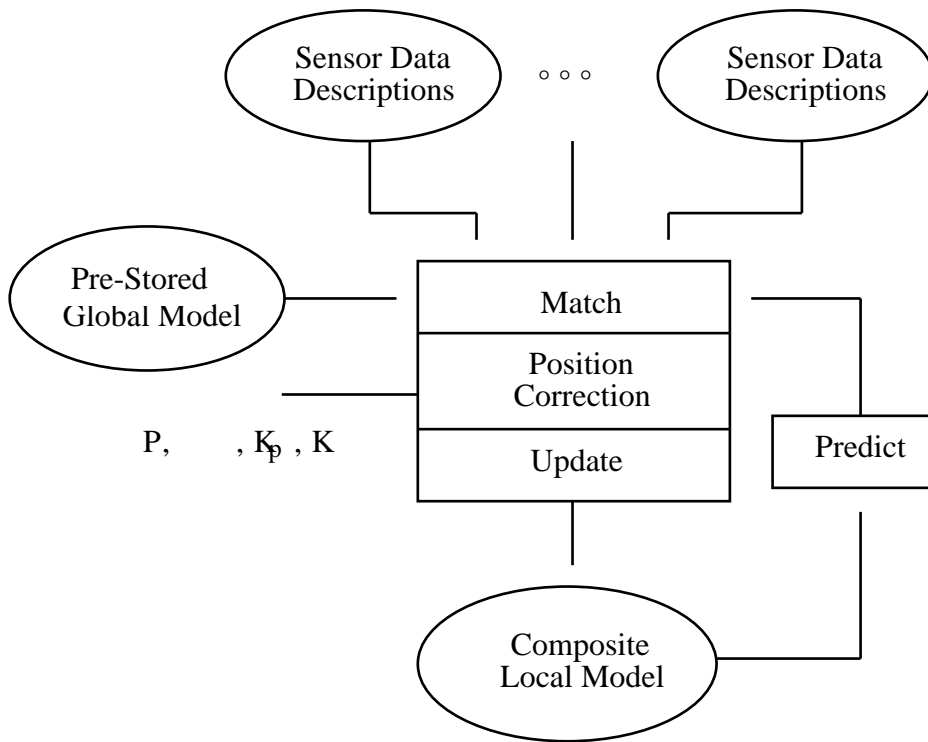 Sensor Data
Descriptions
Sensor Data
Descriptions
Pre-Stored
Global Model
Match
Position
Correction
P, , Kp , K
Update
Predict
Composite
Local Model